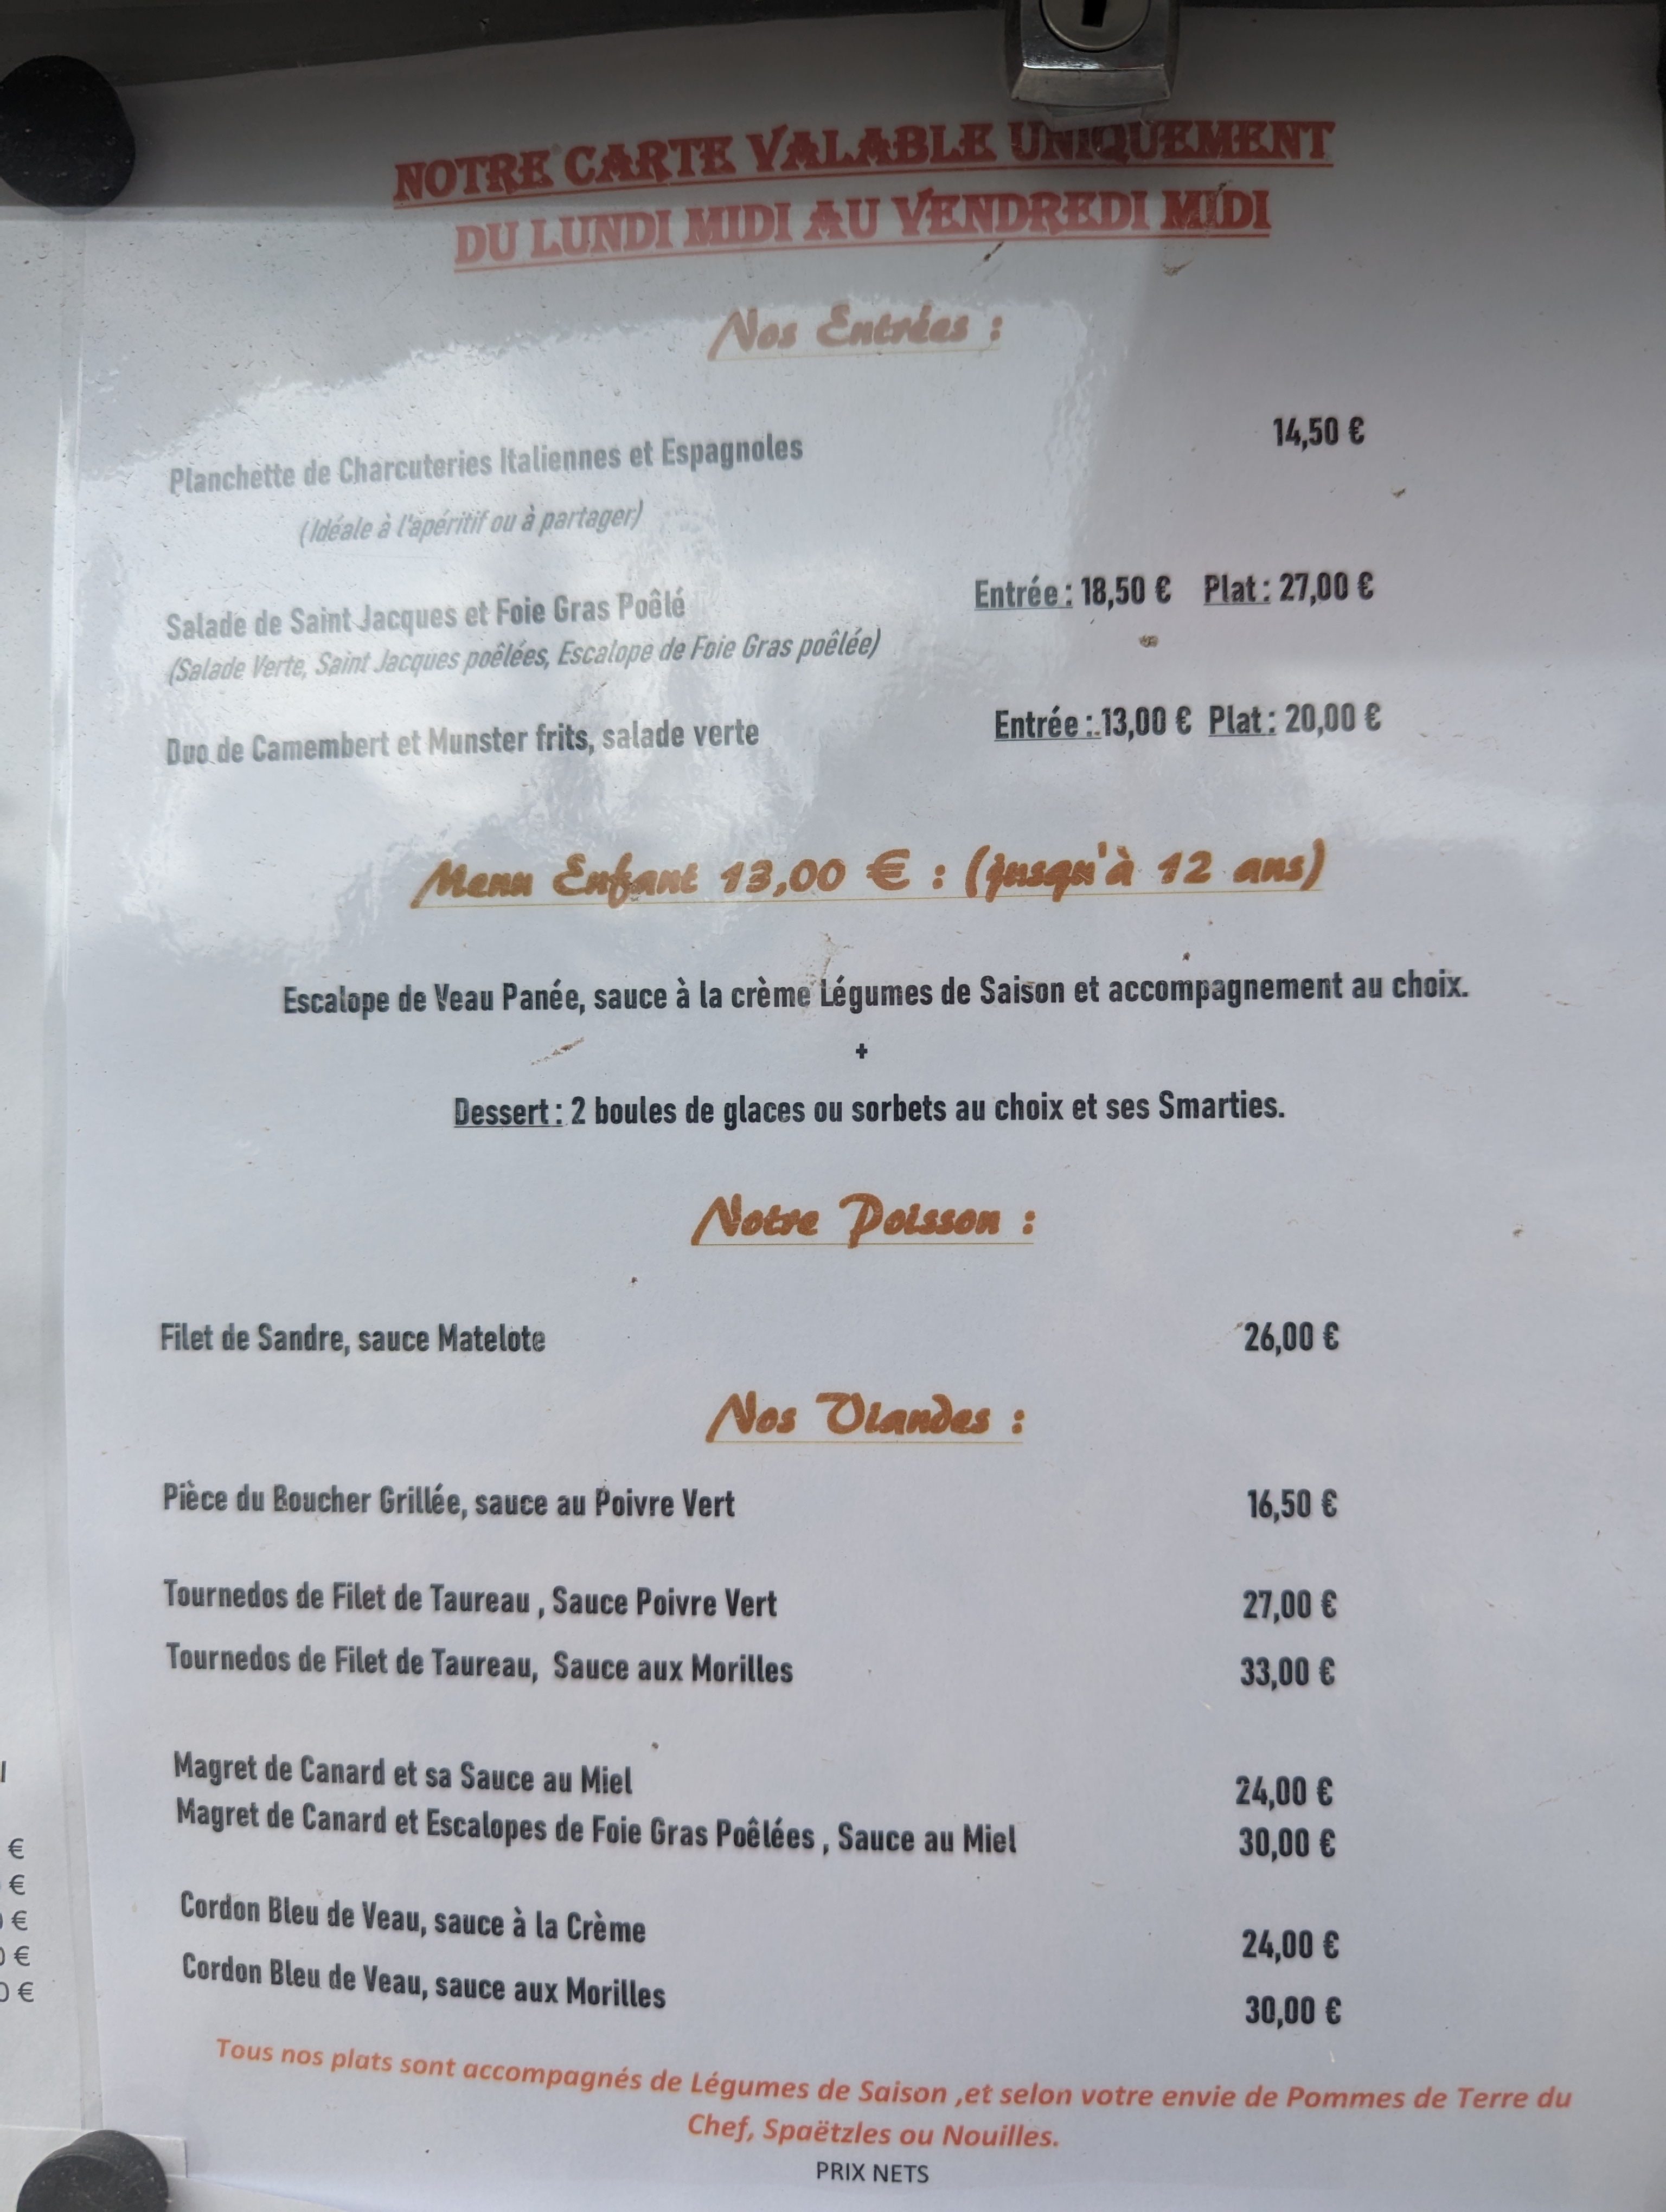 NOTRE CARTE VALABLE UNIQUEMENT
DU LUNDI MIDI AU VENDREDI MIDI
Nos Entrées :
Planchette de Charcuteries Italiennes et Espagnoles 14,50 €
(Idéale à l'apéritif ou à partager)
Salade de Saint Jacques et Foie Gras Poêlé Entrée : 18,50 € Plat : 27,00 €
(Salade Verte, Saint Jacques poêlées, Escalope de Foie Gras poêlée)
Duo de Camembert et Munster frits, salade verte Entrée : 13,00 € Plat : 20,00 €
Menu Enfant 13,00 € : (jusqu'à 12 ans)
Escalope de Veau Panée, sauce à la crème Légumes de Saison et accompagnement au choix.
+
Dessert : 2 boules de glaces ou sorbets au choix et ses Smarties.
Notre Poisson :
Filet de Sandre, sauce Matelote 26,00 €
Nos Viandes :
Pièce du Boucher Grillée, sauce au Poivre Vert 16,50 €
Tournedos de Filet de Taureau , Sauce Poivre Vert 27,00 €
Tournedos de Filet de Taureau, Sauce aux Morilles 33,00 €
Magret de Canard et sa Sauce au Miel 24,00 €
Magret de Canard et Escalopes de Foie Gras Poêlées , Sauce au Miel 30,00 €
Cordon Bleu de Veau, sauce à la Crème 24,00 €
Cordon Bleu de Veau, sauce aux Morilles 30,00 €
Tous nos plats sont accompagnés de Légumes de Saison ,et selon votre envie de Pommes de Terre du
Chef, Spaëtzles ou Nouilles.
PRIX NETS
€
€
€
€
€